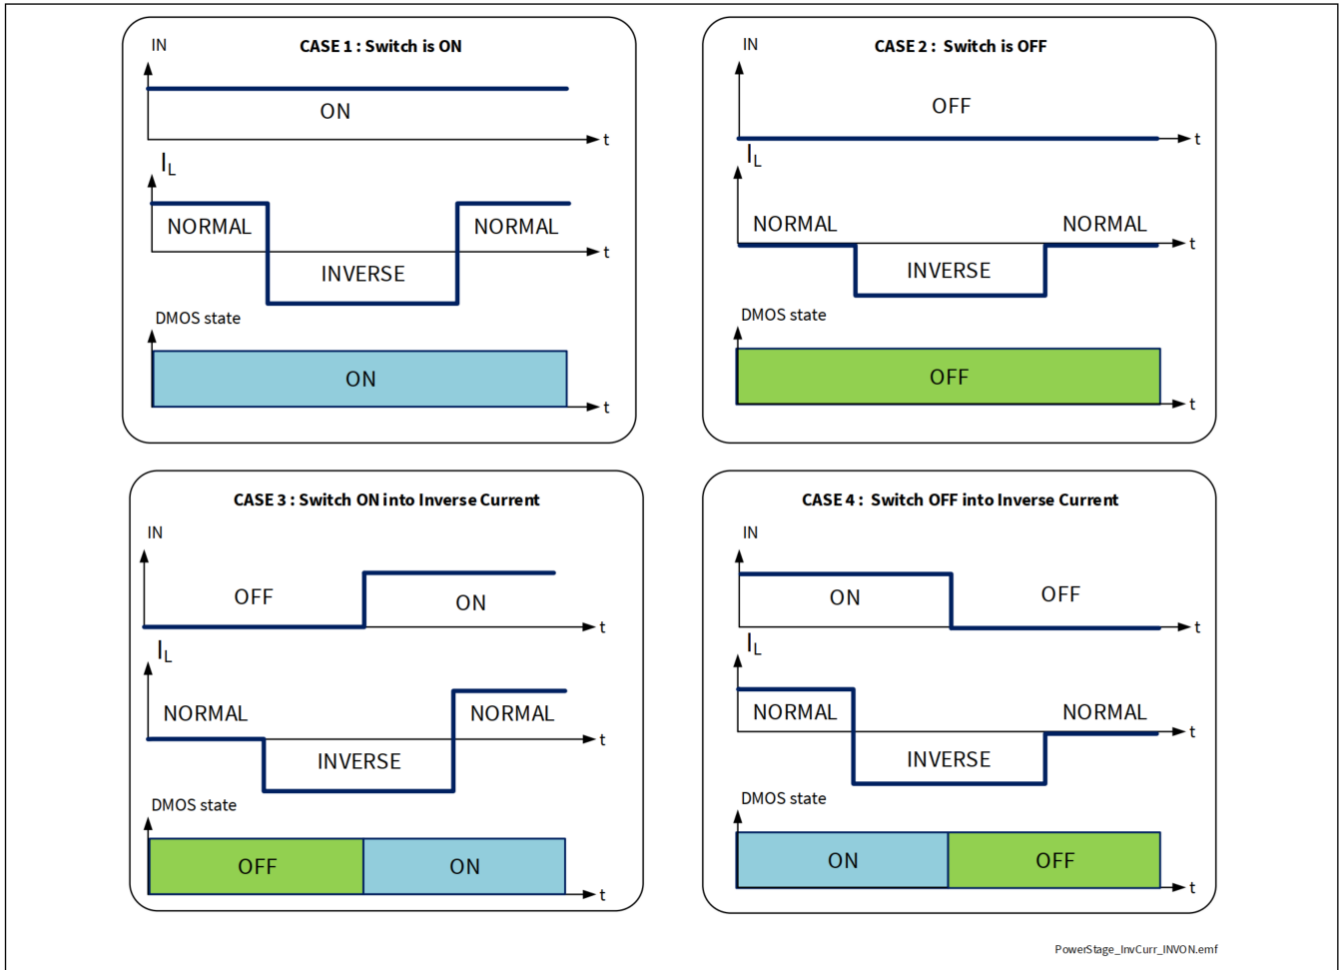 CASE 1 : Switch is ON
IN
ON
t
IL
NORMAL
NORMAL
INVERSE
t
DMOS state
ON
t
CASE 2 : Switch is OFF
IN
OFF
t
IL
NORMAL
NORMAL
INVERSE
t
DMOS state
OFF
t
CASE 3 : Switch ON into Inverse Current
IN
OFF
ON
t
IL
NORMAL
NORMAL
INVERSE
t
DMOS state
OFF
ON
t
CASE 4 : Switch OFF into Inverse Current
IN
ON
OFF
t
IL
NORMAL
NORMAL
INVERSE
t
DMOS state
ON
OFF
t
PowerStage_InvCurr_INVON.emf